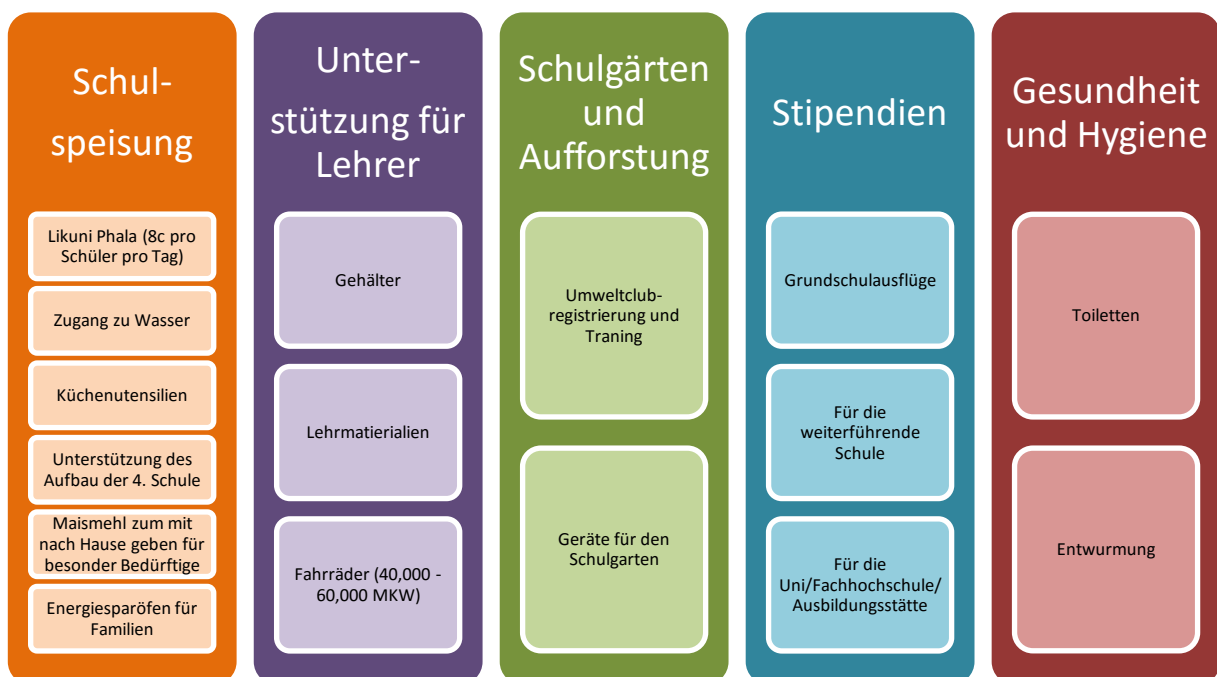 Schul-
speisung
Likuni Phala (8c pro
Schüler pro Tag)
Zugang zu Wasser
Küchenutensilien
Unterstützung des
Aufbau der 4. Schule
Maismehl zum mit
nach Hause geben für
besonder Bedürftige
Energiesparöfen für
Familien
Unter-
stützung für
Lehrer
Gehälter
Lehrmatierialien
Fahrräder (40,000 -
60,000 MKW)
Schulgärten
und
Aufforstung
Umweltclub-
registrierung und
Traning
Geräte für den
Schulgarten
Stipendien
Grundschulausflüge
Für die
weiterführende
Schule
Für die
Uni/Fachhochschule/
Ausbildungsstätte
Gesundheit
und Hygiene
Toiletten
Entwurmung